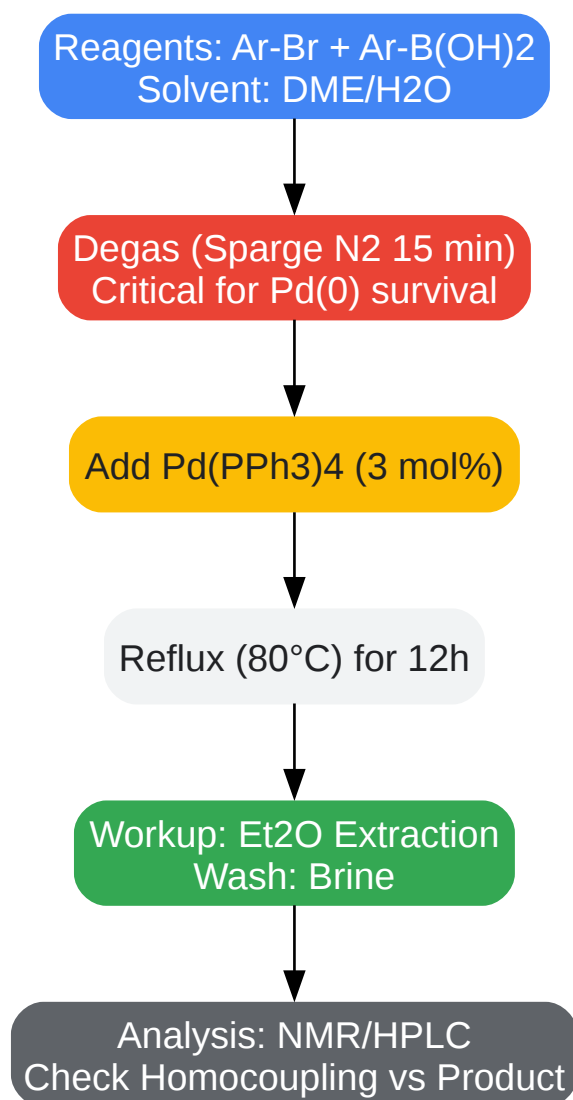 Reagents: Ar-Br + Ar-B(OH)2
Solvent: DME/H2O
Degas (Sparge N2 15 min)
Critical for Pd(0) survival
Add Pd(PPh3)4 (3 mol%)
Reflux (80°C) for 12h
Workup: Et2O Extraction
Wash: Brine
Analysis: NMR/HPLC
Check Homocoupling vs Product